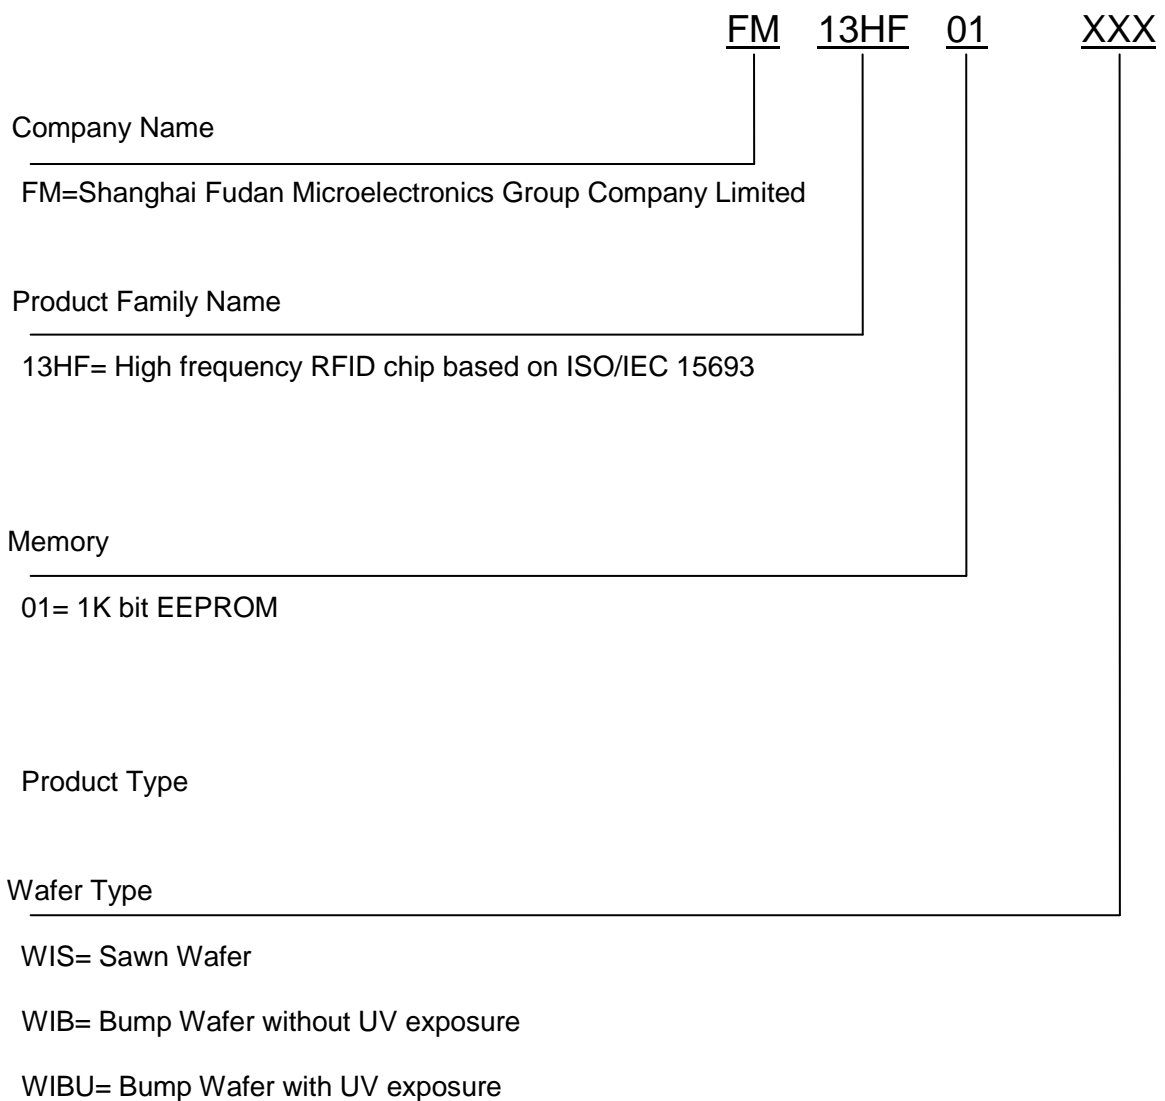 FM 13HF 01 XXX
Company Name
FM=Shanghai Fudan Microelectronics Group Company Limited
Product Family Name
13HF= High frequency RFID chip based on ISO/IEC 15693
Memory
01= 1K bit EEPROM
Product Type
Wafer Type
WIS= Sawn Wafer
WIB= Bump Wafer without UV exposure
WIBU= Bump Wafer with UV exposure